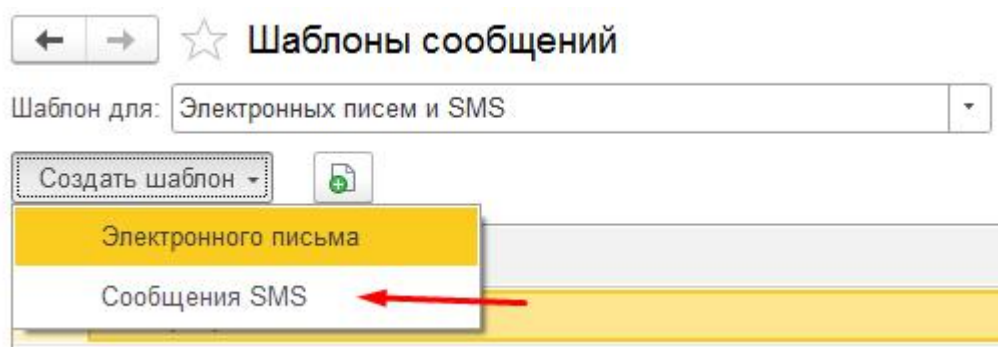 Шаблоны сообщений
Шаблон для: Электронных писем и SMS
Создать шаблон
Электронного письма
Сообщения SMS